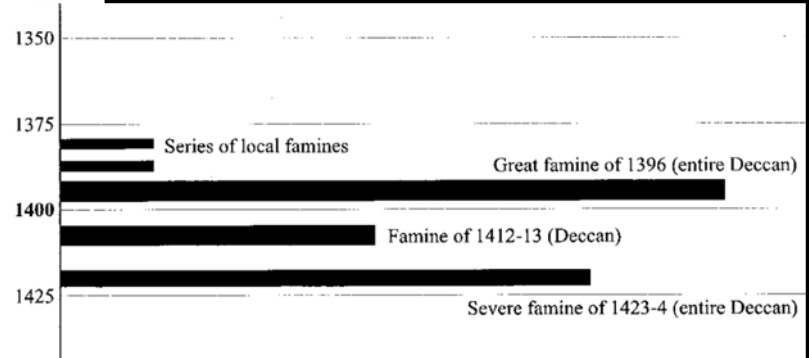 1350
1375
Series of local famines
Great famine of 1396 (entire Deccan)
1400
Famine of 1412-13 (Deccan)
1425
Severe famine of 1423-4 (entire Deccan)